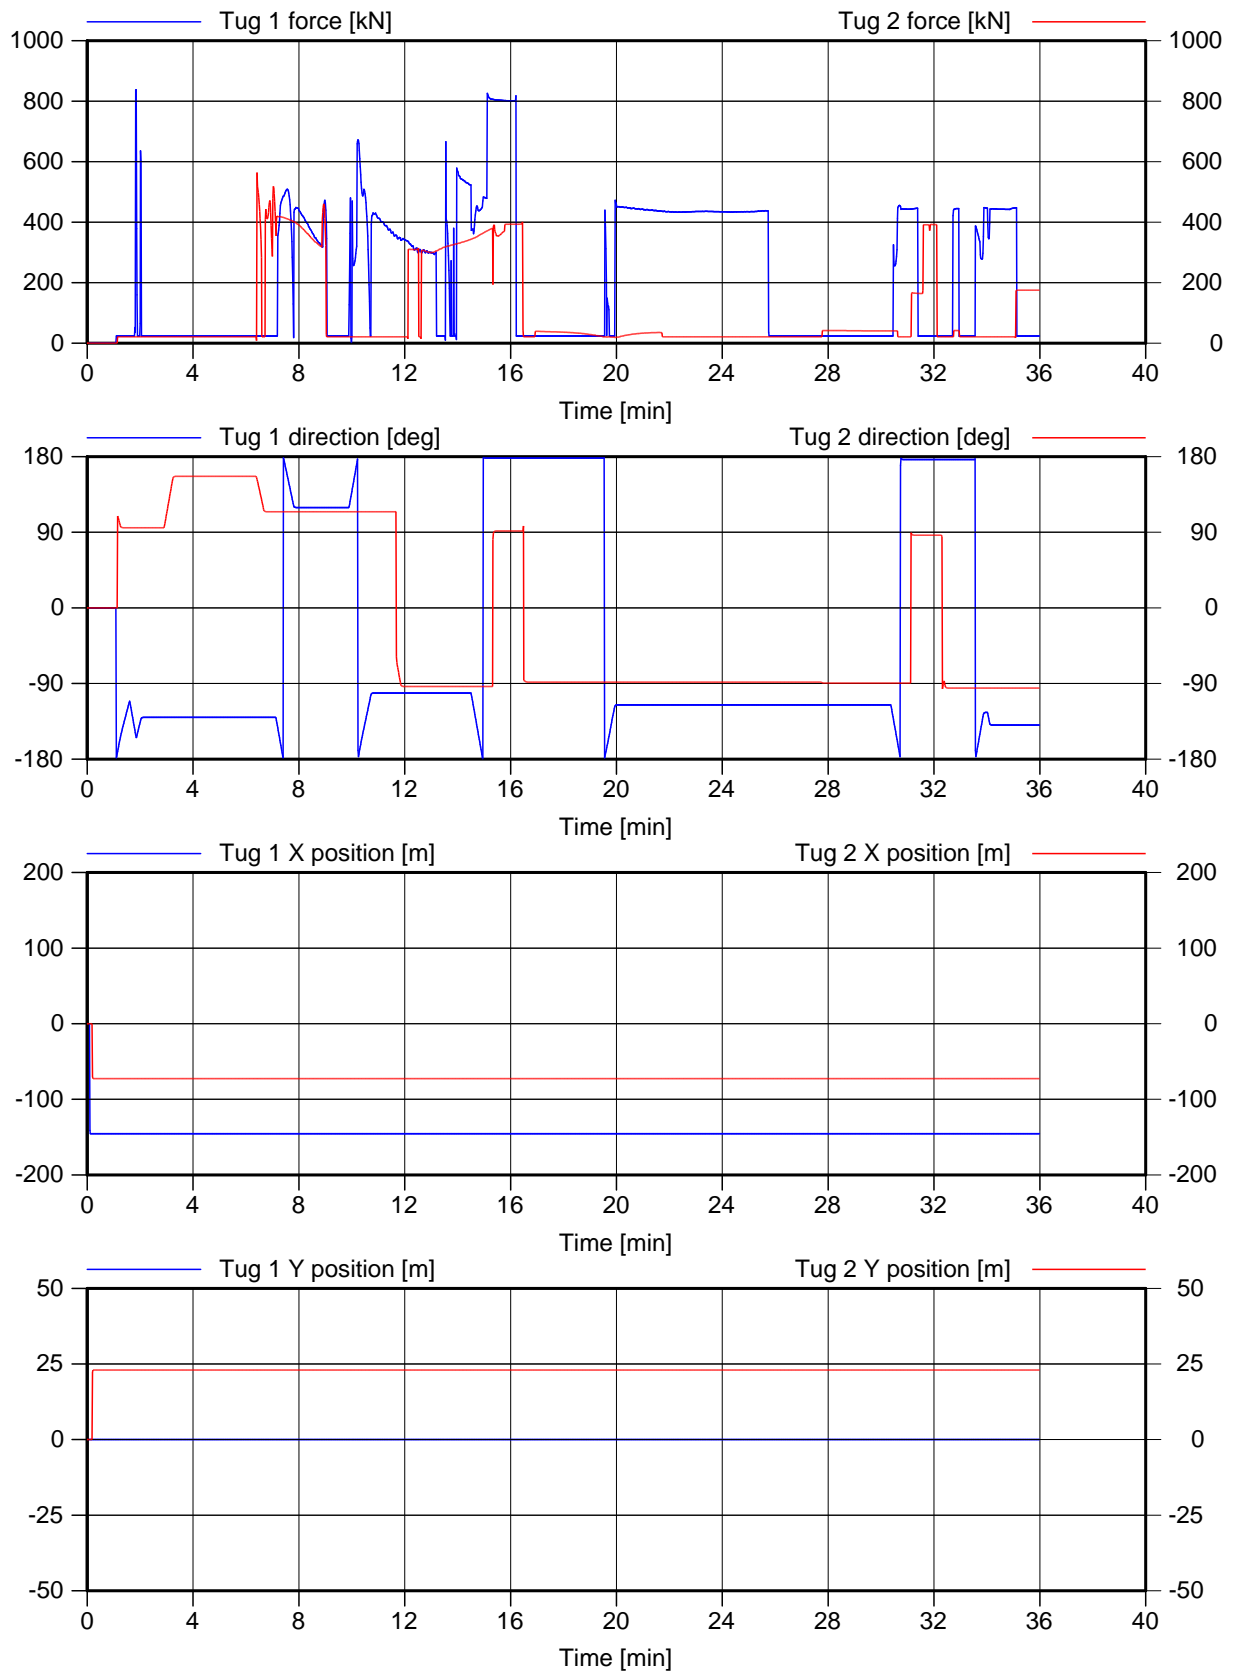 Tug 1 force [kN] Tug 2 force [kN]
1000 1000
800 800
600 600
400 400
200 200
0 0
0 4 8 12 16 20 24 28 32 36 40
Time [min]
Tug 1 direction [deg] Tug 2 direction [deg]
180 180
90 90
0 0
-90 -90
-180 -180
0 4 8 12 16 20 24 28 32 36 40
Time [min]
Tug 1 X position [m] Tug 2 X position [m]
200 200
100 100
0 0
-100 -100
-200 -200
0 4 8 12 16 20 24 28 32 36 40
Time [min]
Tug 1 Y position [m] Tug 2 Y position [m]
50 50
25 25
0 0
-25 -25
-50 -50
0 4 8 12 16 20 24 28 32 36 40
Time [min]